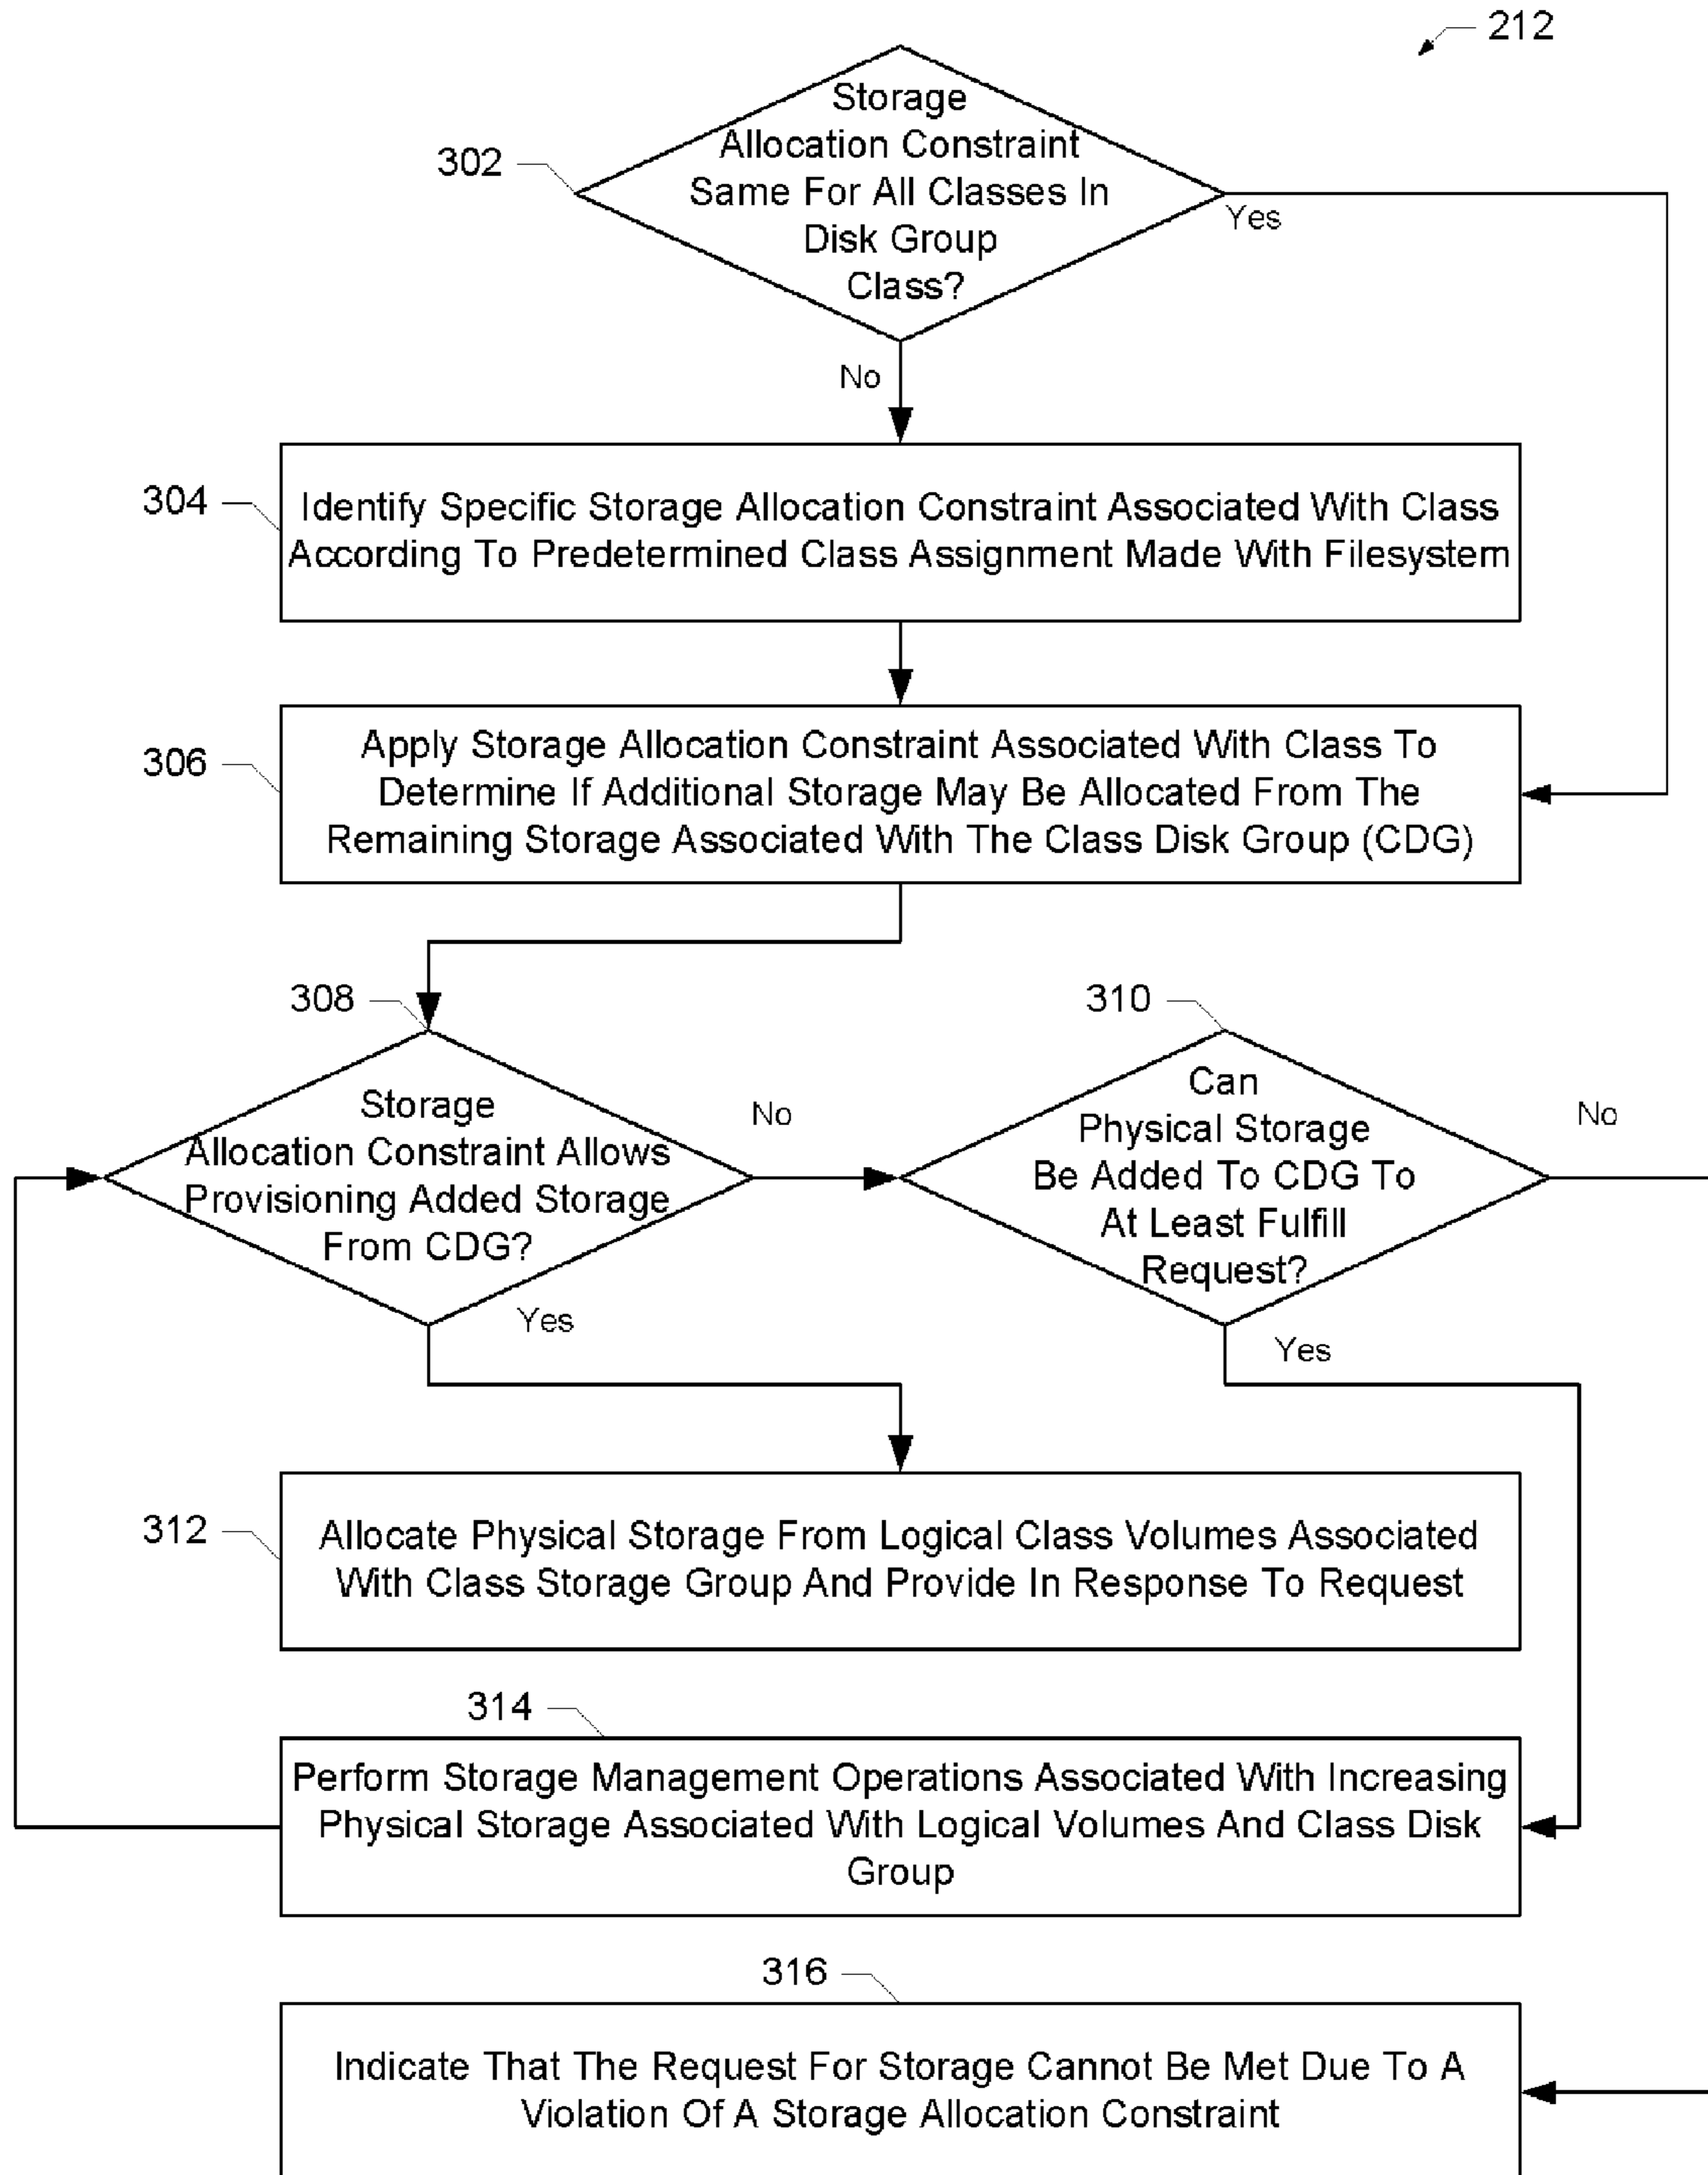 212
Storage
Allocation Constraint
Same For All Classes In
Disk Group
Class?
302
Yes
No
304
Identify Specific Storage Allocation Constraint Associated With Class
According To Predetermined Class Assignment Made With Filesystem
306
Apply Storage Allocation Constraint Associated With Class To
Determine If Additional Storage May Be Allocated From The
Remaining Storage Associated With The Class Disk Group (CDG)
308
Storage
Allocation Constraint Allows
Provisioning Added Storage
From CDG?
No
Yes
310
Can
Physical Storage
Be Added To CDG To
At Least Fulfill
Request?
No
Yes
312
Allocate Physical Storage From Logical Class Volumes Associated
With Class Storage Group And Provide In Response To Request
314
Perform Storage Management Operations Associated With Increasing
Physical Storage Associated With Logical Volumes And Class Disk
Group
316
Indicate That The Request For Storage Cannot Be Met Due To A
Violation Of A Storage Allocation Constraint